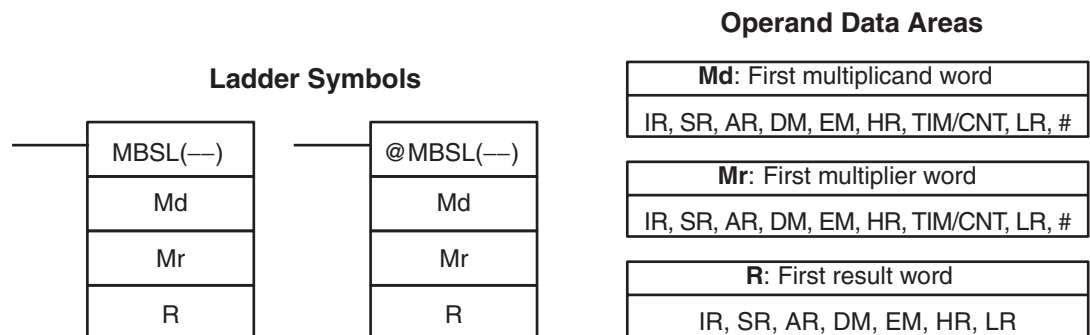 Operand Data Areas
Ladder Symbols
MBSL(––)
Md
Mr
R
@MBSL(––)
Md
Mr
R
Md: First multiplicand word
IR, SR, AR, DM, EM, HR, TIM/CNT, LR, #
Mr: First multiplier word
IR, SR, AR, DM, EM, HR, TIM/CNT, LR, #
R: First result word
IR, SR, AR, DM, EM, HR, LR